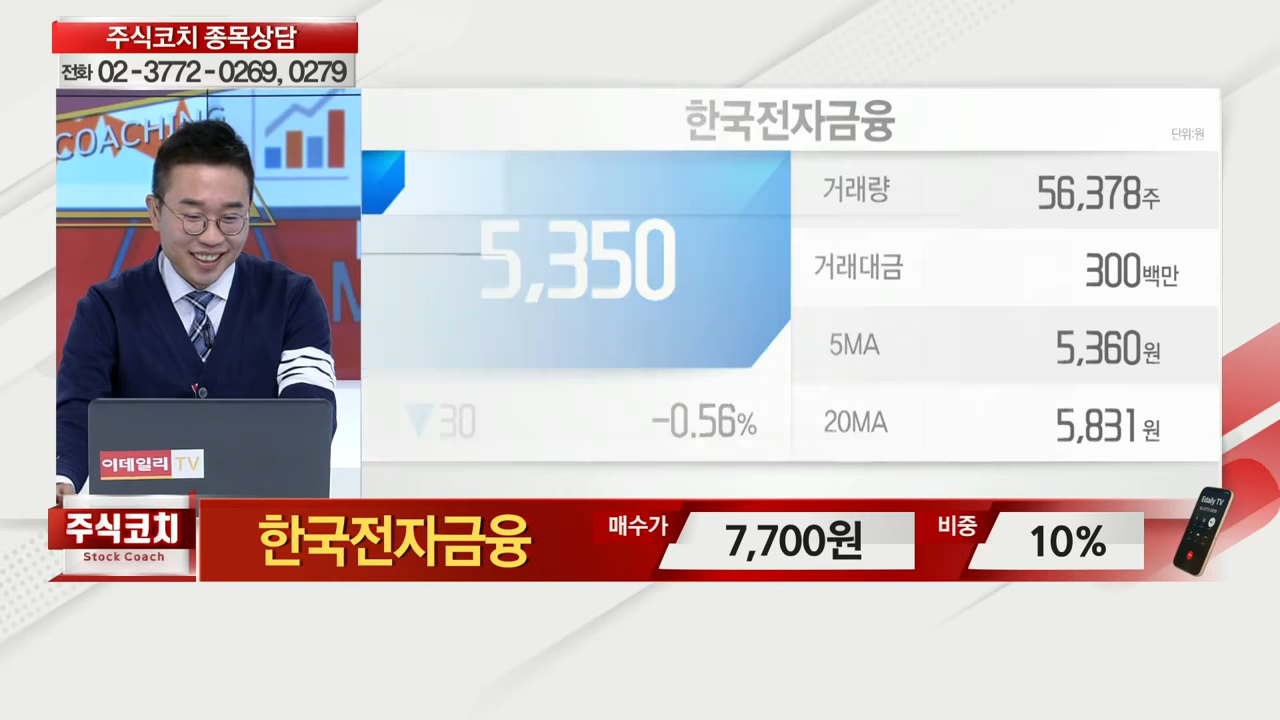 주식코치 종목상담
전화 02-3772-0269, 0279
COACHING
한국전자금융
단위:원
5,350
▼30 -0.56%
거래량 56,378주
거래대금 300백만
5MA 5,360원
20MA 5,831원
이데일리TV
주식코치
Stock Coach
한국전자금융
매수가 7,700원
비중 10%
Edaily TV